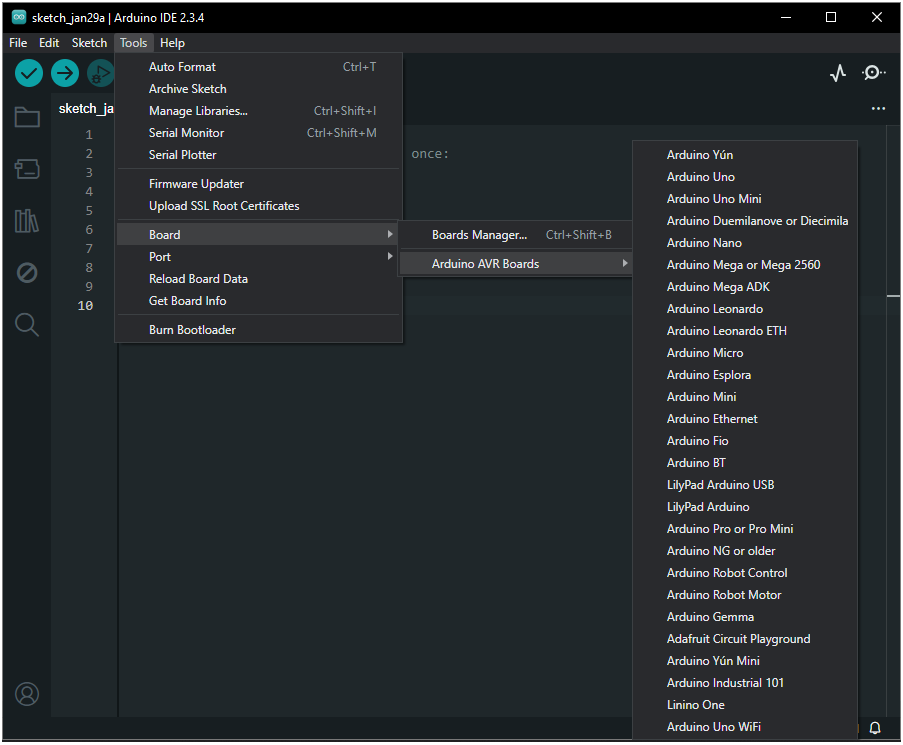 sketch_jan29a | Arduino IDE 2.3.4
File Edit Sketch Tools Help
sketch_ja
1
2
3
4
5
6
7
8
9
10
once:
Auto Format Ctrl+T
Archive Sketch
Manage Libraries... Ctrl+Shift+I
Serial Monitor Ctrl+Shift+M
Serial Plotter
Firmware Updater
Upload SSL Root Certificates
Board
Port
Reload Board Data
Get Board Info
Burn Bootloader
Boards Manager... Ctrl+Shift+B
Arduino AVR Boards
Arduino Yún
Arduino Uno
Arduino Uno Mini
Arduino Duemilanove or Diecimila
Arduino Nano
Arduino Mega or Mega 2560
Arduino Mega ADK
Arduino Leonardo
Arduino Leonardo ETH
Arduino Micro
Arduino Esplora
Arduino Mini
Arduino Ethernet
Arduino Fio
Arduino BT
LilyPad Arduino USB
LilyPad Arduino
Arduino Pro or Pro Mini
Arduino NG or older
Arduino Robot Control
Arduino Robot Motor
Arduino Gemma
Adafruit Circuit Playground
Arduino Yún Mini
Arduino Industrial 101
Linino One
Arduino Uno WiFi